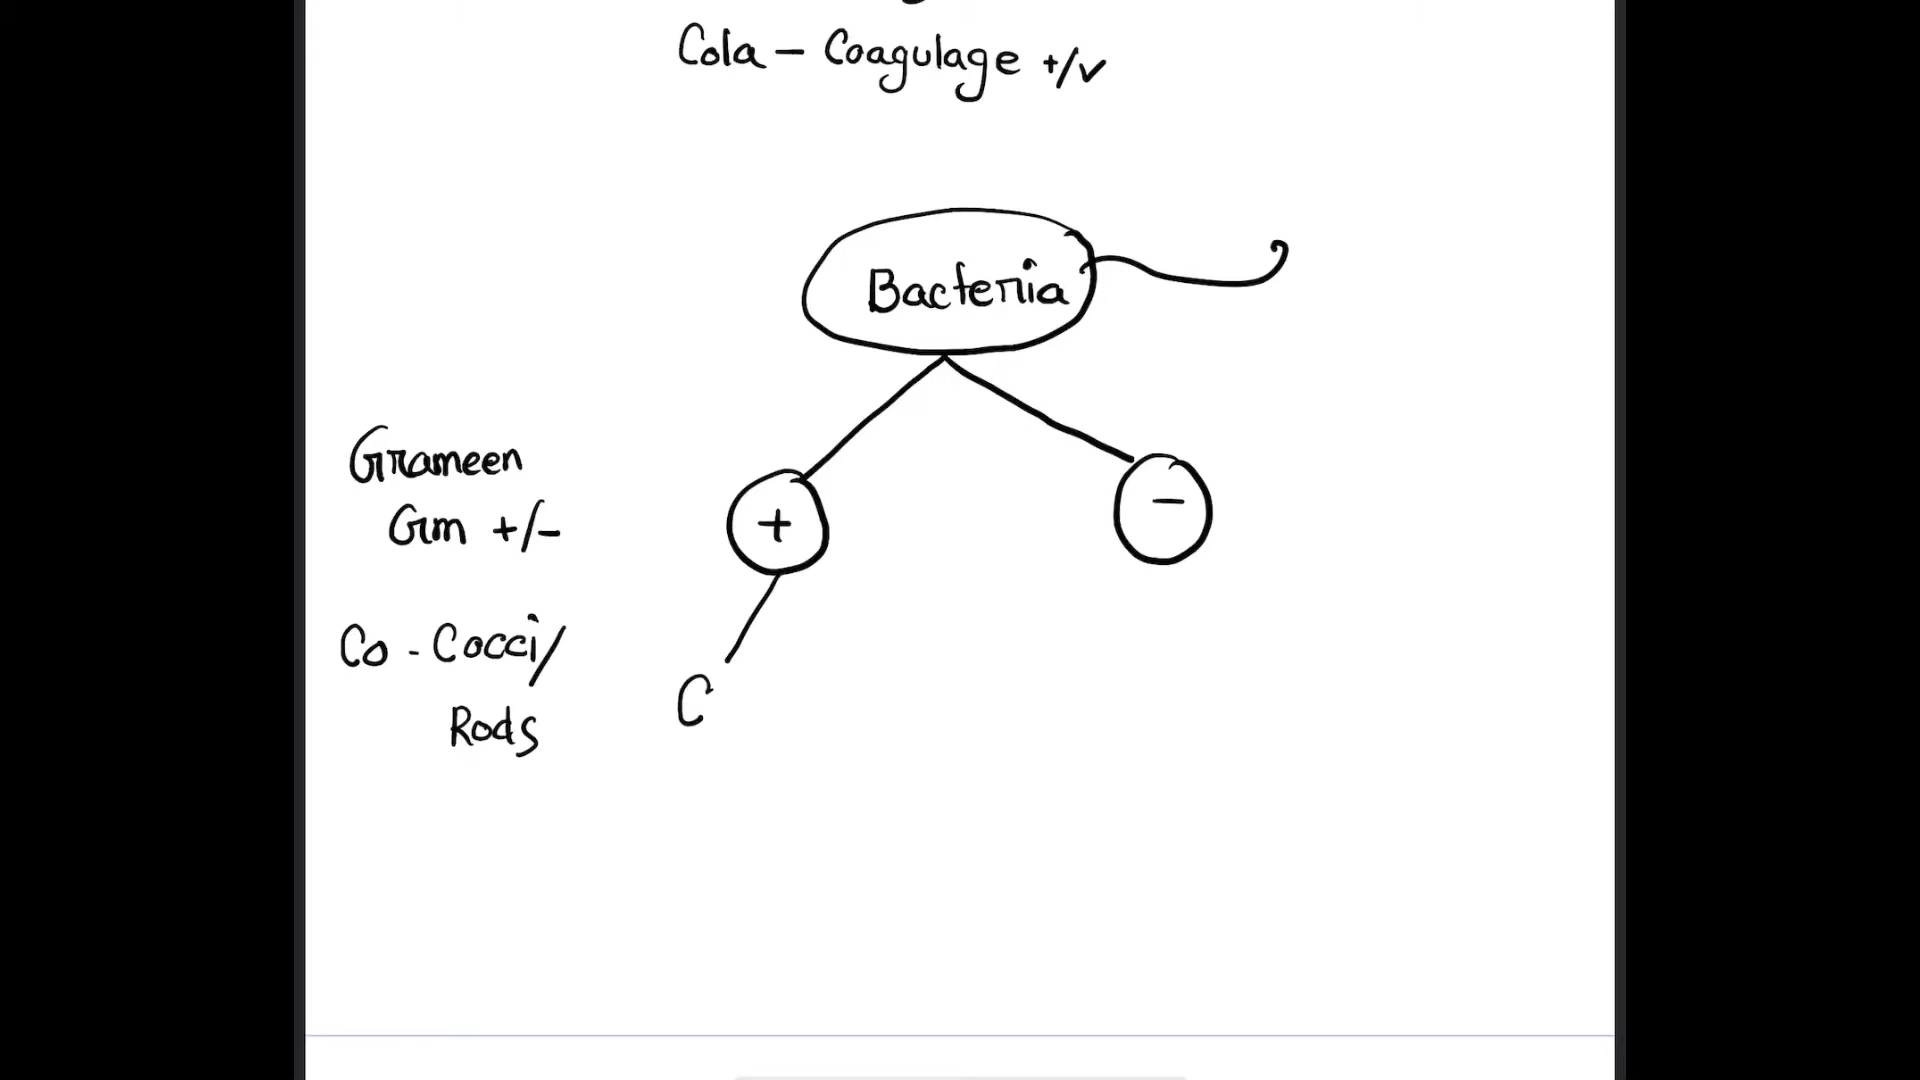 Cola - Coagulage +/✓
Bacteria
Grameen
Gm +/-
+
-
Co - Cocci/
Rods
C